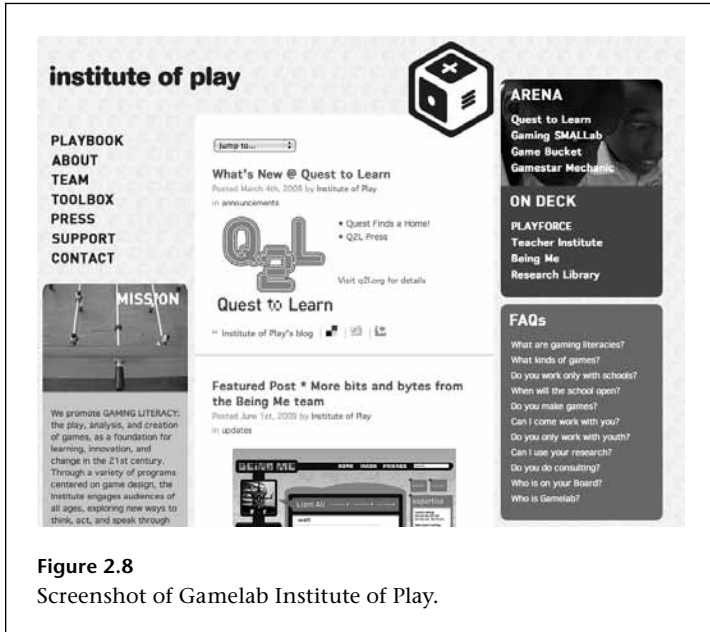 institute of play
PLAYBOOK
ABOUT
TEAM
TOOLBOX
PRESS
SUPPORT
CONTACT
MISSION
We promote GAMING LITERACY:
the play, analysis, and creation
of games, as a foundation for
learning, innovation, and
change in the 21st century.
Through a variety of programs
centered on game design, the
Institute engages audiences of
all ages, exploring new ways to
think, act, and speak through
Jump to...
What's New @ Quest to Learn
Posted March 4th, 2009 by Institute of Play
in announcements
Q2L
Quest to Learn
• Quest Finds a Home!
• Q2L Press
Visit q2l.org for details
Institute of Play's blog
Featured Post * More bits and bytes from
the Being Me team
Posted June 1st, 2009 by Institute of Play
in updates
BEING ME
HOME INBOX FRIENDS
Liam Ali
expertise
ARENA
Quest to Learn
Gaming SMALLab
Game Bucket
Gamestar Mechanic
ON DECK
PLAYFORCE
Teacher Institute
Being Me
Research Library
FAQs
What are gaming literacies?
What kinds of games?
Do you work only with schools?
When will the school open?
Do you make games?
Can I come work with you?
Do you only work with youth?
Can I use your research?
Do you do consulting?
Who is on your Board?
Who is Gamelab?
Figure 2.8
Screenshot of Gamelab Institute of Play.